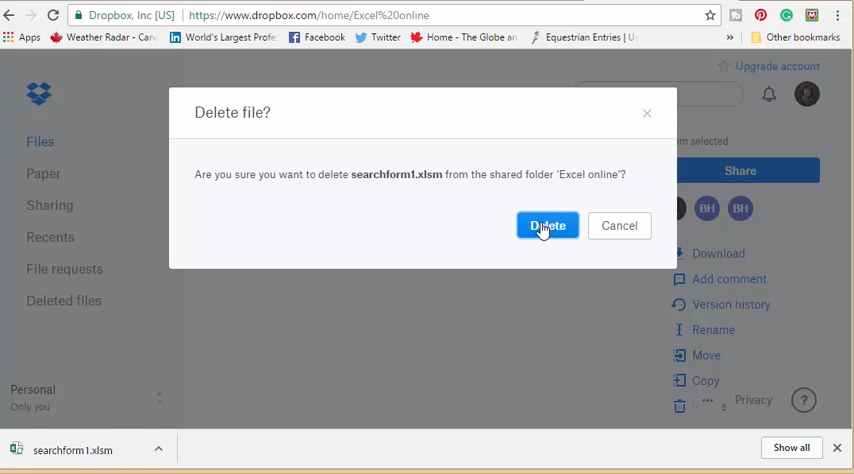 Dropbox, Inc [US] | https://www.dropbox.com/home/Excel%20online
Apps Weather Radar - Carv World's Largest Profe Facebook Twitter Home - The Globe an Equestrian Entries | Us » Other bookmarks
Upgrade account
Delete file?
Files
Are you sure you want to delete searchform1.xlsm from the shared folder 'Excel online'?
Delete Cancel
Paper
Sharing
Recents
File requests
Deleted files
Personal
Only you
selected
Share
BH BH
Download
Add comment
Version history
Rename
Move
Copy
Privacy ?
searchform1.xlsm
Show all